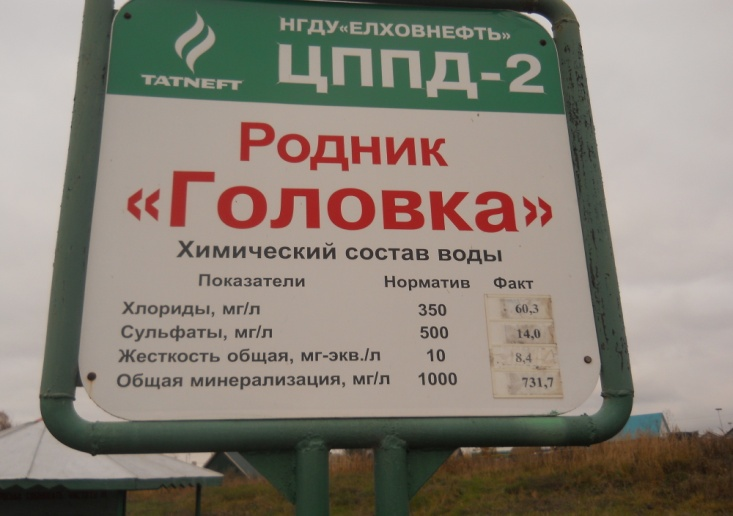 НГДУ«ЕЛХОВНЕФТЬ»
TATNEFT
ЦППД-2
Родник
«Головка»
Химический состав воды
Показатели Норматив Факт
Хлориды, мг/л 350 60,3
Сульфаты, мг/л 500 14,0
Жесткость общая, мг-экв./л 10 8,4
Общая минерализация, мг/л 1000 731,7